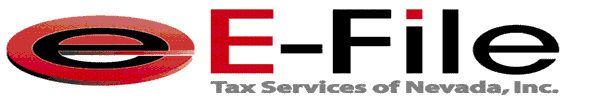 e E-File
Tax Services of Nevada, Inc.